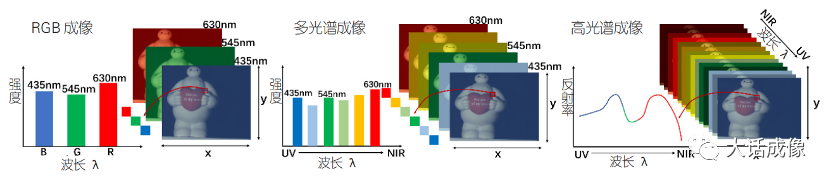 RGB 成像
630nm
545nm
435nm
强度
435nm
545nm
630nm
B
G
R
波长 λ
y
x
多光谱成像
630nm
545nm
435nm
强度
435nm
545nm
630nm
UV
NIR
波长 λ
y
x
高光谱成像
NIR
波长 λ
UV
反射率
UV
NIR
波长 λ
y
x
大话成像